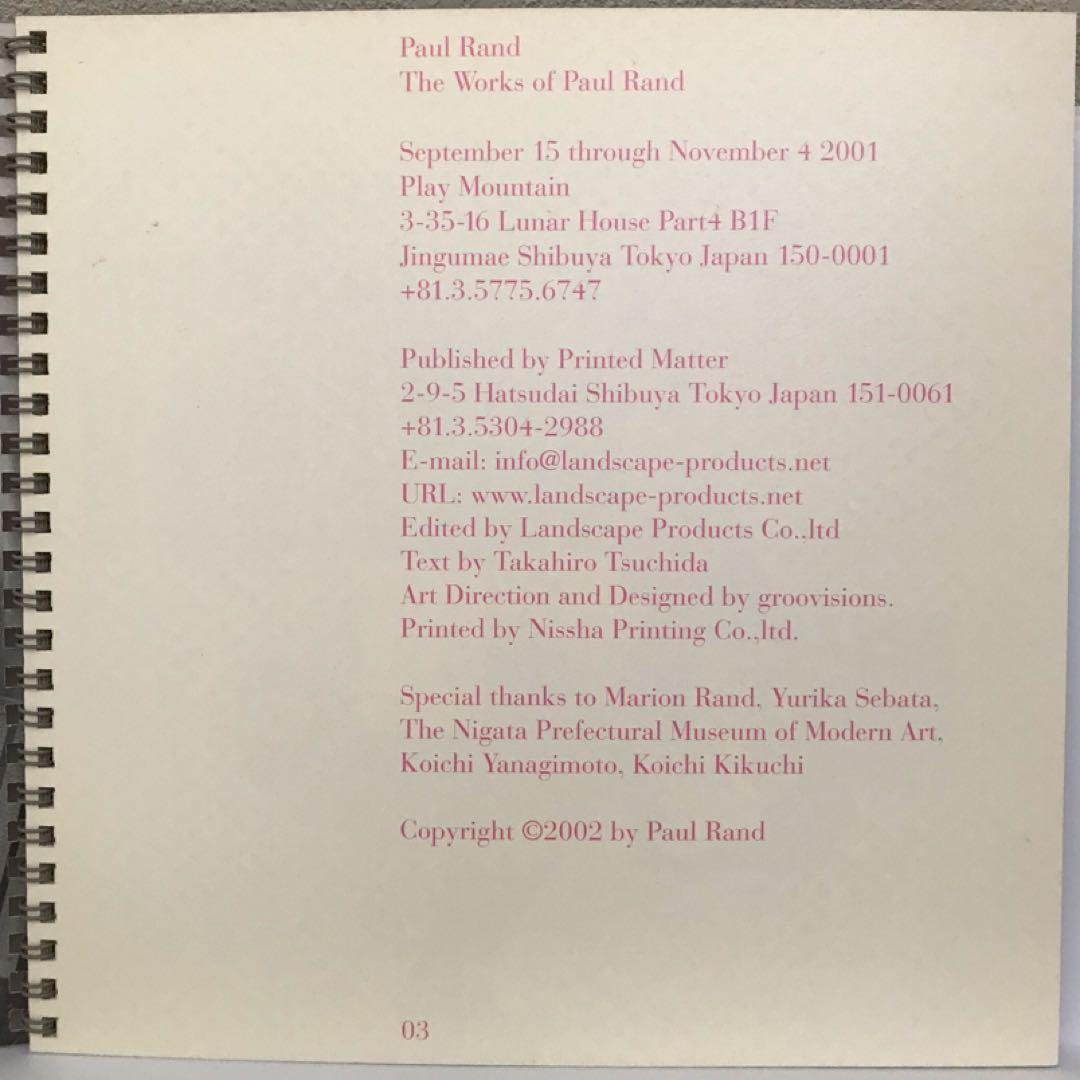 Paul Rand
The Works of Paul Rand
September 15 through November 4 2001
Play Mountain
3-35-16 Lunar House Part4 B1F
Jingumae Shibuya Tokyo Japan 150-0001
+81.3.5775.6747
Published by Printed Matter
2-9-5 Hatsudai Shibuya Tokyo Japan 151-0061
+81.3.5304-2988
E-mail: info@landscape-products.net
URL: www.landscape-products.net
Edited by Landscape Products Co.,ltd
Text by Takahiro Tsuchida
Art Direction and Designed by groovisions.
Printed by Nissha Printing Co.,ltd.
Special thanks to Marion Rand, Yurika Sebata,
The Nigata Prefectural Museum of Modern Art,
Koichi Yanagimoto, Koichi Kikuchi
Copyright ©2002 by Paul Rand
03